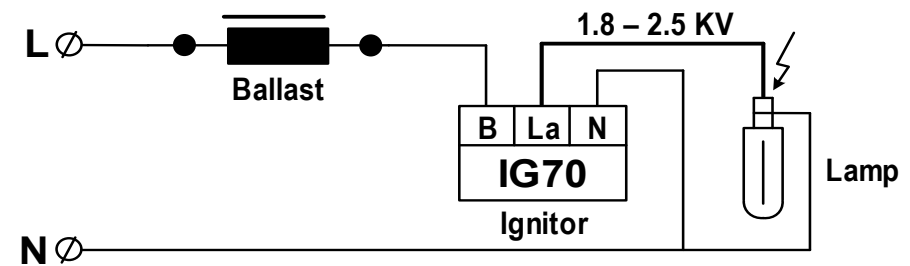 1.8 – 2.5 KV
L
Ballast
B La N
IG70
Ignitor
Lamp
N